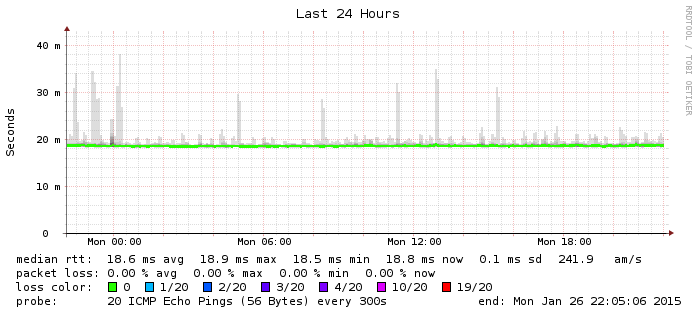 Last 24 Hours
RRDTOOL / TOBI OETIKER
Seconds
40 m
30 m
20 m
10 m
0
Mon 00:00 Mon 06:00 Mon 12:00 Mon 18:00
median rtt: 18.6 ms avg 18.9 ms max 18.5 ms min 18.8 ms now 0.1 ms sd 241.9 am/s
packet loss: 0.00 % avg 0.00 % max 0.00 % min 0.00 % now
loss color: 0 1/20 2/20 3/20 4/20 10/20 19/20
probe: 20 ICMP Echo Pings (56 Bytes) every 300s end: Mon Jan 26 22:05:06 2015